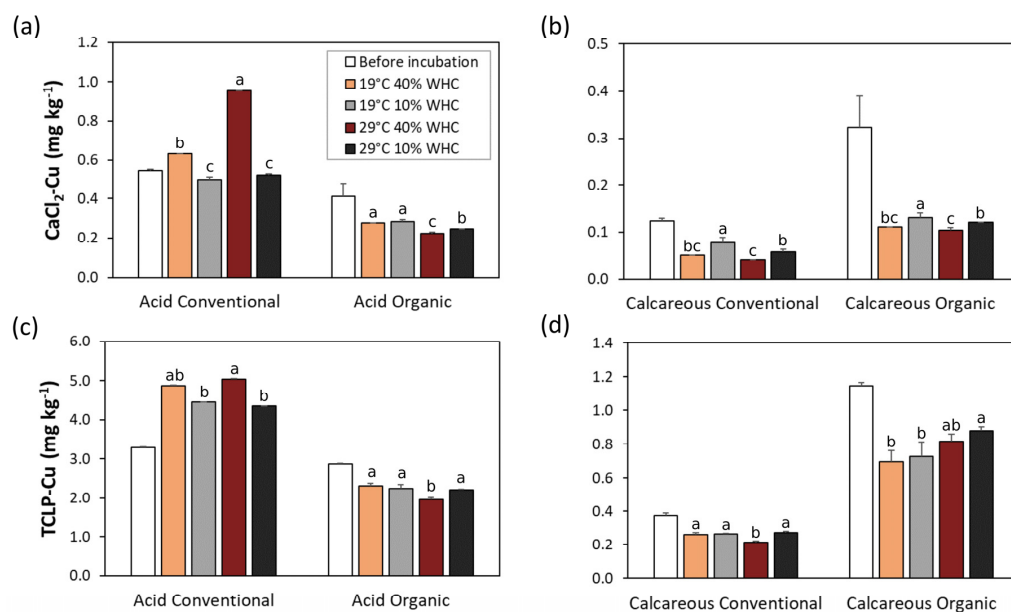 (a)
CaCl₂-Cu (mg kg⁻¹)
1.2
1.0
0.8
0.6
0.4
0.2
0.0
Before incubation
19°C 40% WHC
19°C 10% WHC
29°C 40% WHC
29°C 10% WHC
b
c
a
c
a
a
c
b
Acid Conventional
Acid Organic
(b)
0.5
0.4
0.3
0.2
0.1
0.0
bc
a
c
b
bc
a
c
b
Calcareous Conventional
Calcareous Organic
(c)
TCLP-Cu (mg kg⁻¹)
6.0
5.0
4.0
3.0
2.0
1.0
0.0
ab
b
a
b
a
a
b
a
Acid Conventional
Acid Organic
(d)
1.4
1.2
1.0
0.8
0.6
0.4
0.2
0.0
a
a
b
a
b
b
ab
a
Calcareous Conventional
Calcareous Organic